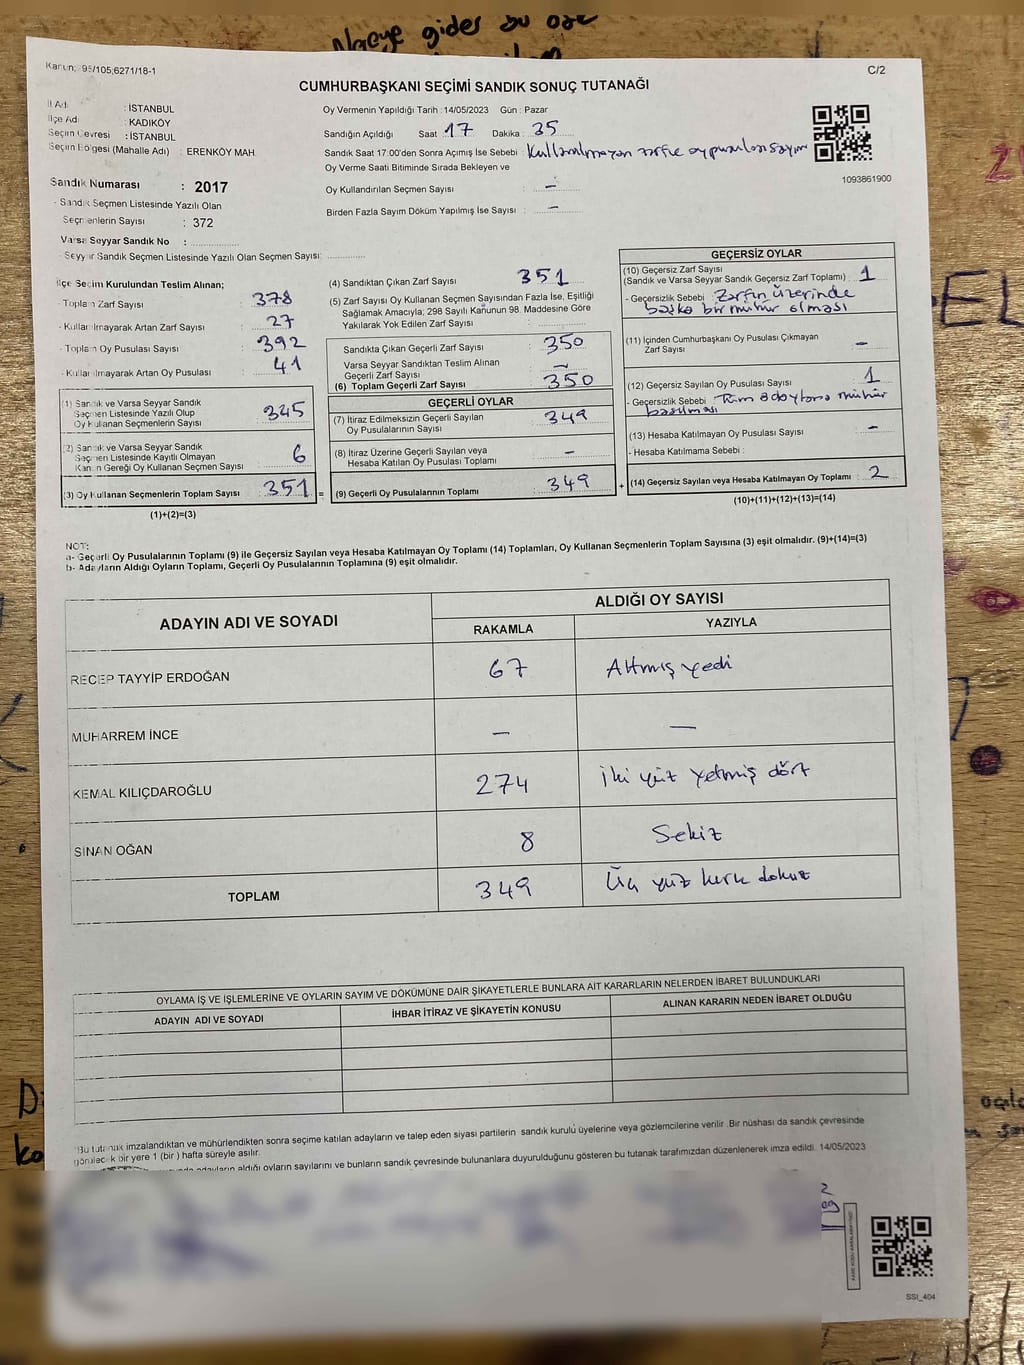 Nereye gider bu öze
Kanun; 95/105;6271/18-1
C/2
CUMHURBAŞKANI SEÇİMİ SANDIK SONUÇ TUTANAĞI
İl Adı : İSTANBUL
İlçe Adı : KADIKÖY
Seçim Çevresi : İSTANBUL
Seçim Bölgesi (Mahalle Adı) : ERENKÖY MAH.
Oy Vermenin Yapıldığı Tarih : 14/05/2023 Gün : Pazar
Sandığın Açıldığı Saat 17 Dakika : 35
Sandık Saat 17:00'den Sonra Açımış İse Sebebi : Kullanılmayan zarf ve oy pusulası sayım
Oy Verme Saati Bitiminde Sırada Bekleyen ve
Oy Kullandırılan Seçmen Sayısı : –
Birden Fazla Sayım Döküm Yapılmış İse Sayısı : –
1093861900
Sandık Numarası : 2017
- Sandık Seçmen Listesinde Yazılı Olan
Seçmenlerin Sayısı : 372
Varsa Seyyar Sandık No :
- Seyyar Sandık Seçmen Listesinde Yazılı Olan Seçmen Sayısı:
İlçe Seçim Kurulundan Teslim Alınan;
- Toplam Zarf Sayısı : 378
- Kullanılmayarak Artan Zarf Sayısı : 27
- Toplam Oy Pusulası Sayısı : 392
- Kullanılmayarak Artan Oy Pusulası : 41
(1) Sandık ve Varsa Seyyar Sandık
Seçmen Listesinde Yazılı Olup
Oy Kullanan Seçmenlerin Sayısı : 345
(2) Sandık ve Varsa Seyyar Sandık
Seçmen Listesinde Kayıtlı Olmayan
Kanun Gereği Oy Kullanan Seçmen Sayısı : 6
(3) Oy Kullanan Seçmenlerin Toplam Sayısı : 351 =
(1)+(2)=(3)
(4) Sandıktan Çıkan Zarf Sayısı : 351
(5) Zarf Sayısı Oy Kullanan Seçmen Sayısından Fazla İse, Eşitliği
Sağlamak Amacıyla; 298 Sayılı Kanunun 98. Maddesine Göre
Yakılarak Yok Edilen Zarf Sayısı :
Sandıkta Çıkan Geçerli Zarf Sayısı : 350
Varsa Seyyar Sandıktan Teslim Alınan
Geçerli Zarf Sayısı : –
(6) Toplam Geçerli Zarf Sayısı : 350
GEÇERLİ OYLAR
(7) İtiraz Edilmeksizin Geçerli Sayılan
Oy Pusulalarının Sayısı : 349
(8) İtiraz Üzerine Geçerli Sayılan veya
Hesaba Katılan Oy Pusulası Toplamı : –
(9) Geçerli Oy Pusulalarının Toplamı : 349 +
GEÇERSİZ OYLAR
(10) Geçersiz Zarf Sayısı
(Sandık ve Varsa Seyyar Sandık Geçersiz Zarf Toplamı) : 1
- Geçersizlik Sebebi : Zarfın üzerinde
başka bir mühür olması
(11) İçinden Cumhurbaşkanı Oy Pusulası Çıkmayan
Zarf Sayısı : –
(12) Geçersiz Sayılan Oy Pusulası Sayısı : 1
- Geçersizlik Sebebi : Tüm adaylara mühür
basılması
(13) Hesaba Katılmayan Oy Pusulası Sayısı : –
- Hesaba Katılmama Sebebi :
(14) Geçersiz Sayılan veya Hesaba Katılmayan Oy Toplamı : 2
(10)+(11)+(12)+(13)=(14)
NOT:
a- Geçerli Oy Pusulalarının Toplamı (9) ile Geçersiz Sayılan veya Hesaba Katılmayan Oy Toplamı (14) Toplamları, Oy Kullanan Seçmenlerin Toplam Sayısına (3) eşit olmalıdır. (9)+(14)=(3)
b- Adayların Aldığı Oyların Toplamı, Geçerli Oy Pusulalarının Toplamına (9) eşit olmalıdır.
ADAYIN ADI VE SOYADI
ALDIĞI OY SAYISI
RAKAMLA YAZIYLA
RECEP TAYYİP ERDOĞAN 67 Altmış yedi
MUHARREM İNCE – –
KEMAL KILIÇDAROĞLU 274 İki yüz yetmiş dört
SİNAN OĞAN 8 Sekiz
TOPLAM 349 Üç yüz kırk dokuz
OYLAMA İŞ VE İŞLEMLERİNE VE OYLARIN SAYIM VE DÖKÜMÜNE DAİR ŞİKAYETLERLE BUNLARA AİT KARARLARIN NELERDEN İBARET BULUNDUKLARI
ADAYIN ADI VE SOYADI İHBAR İTİRAZ VE ŞİKAYETİN KONUSU ALINAN KARARIN NEDEN İBARET OLDUĞU
Bu tutanak imzalandıktan ve mühürlendikten sonra seçime katılan adayların ve talep eden siyasi partilerin sandık kurulu üyelerine veya gözlemcilerine verilir. Bir nüshası da sandık çevresinde
görülecek bir yere 1 (bir ) hafta süreyle asılır.
adayların aldığı oyların sayılarını ve bunların sandık çevresinde bulunanlara duyurulduğunu gösteren bu tutanak tarafımızdan düzenlenerek imza edildi. 14/05/2023
SSI_404